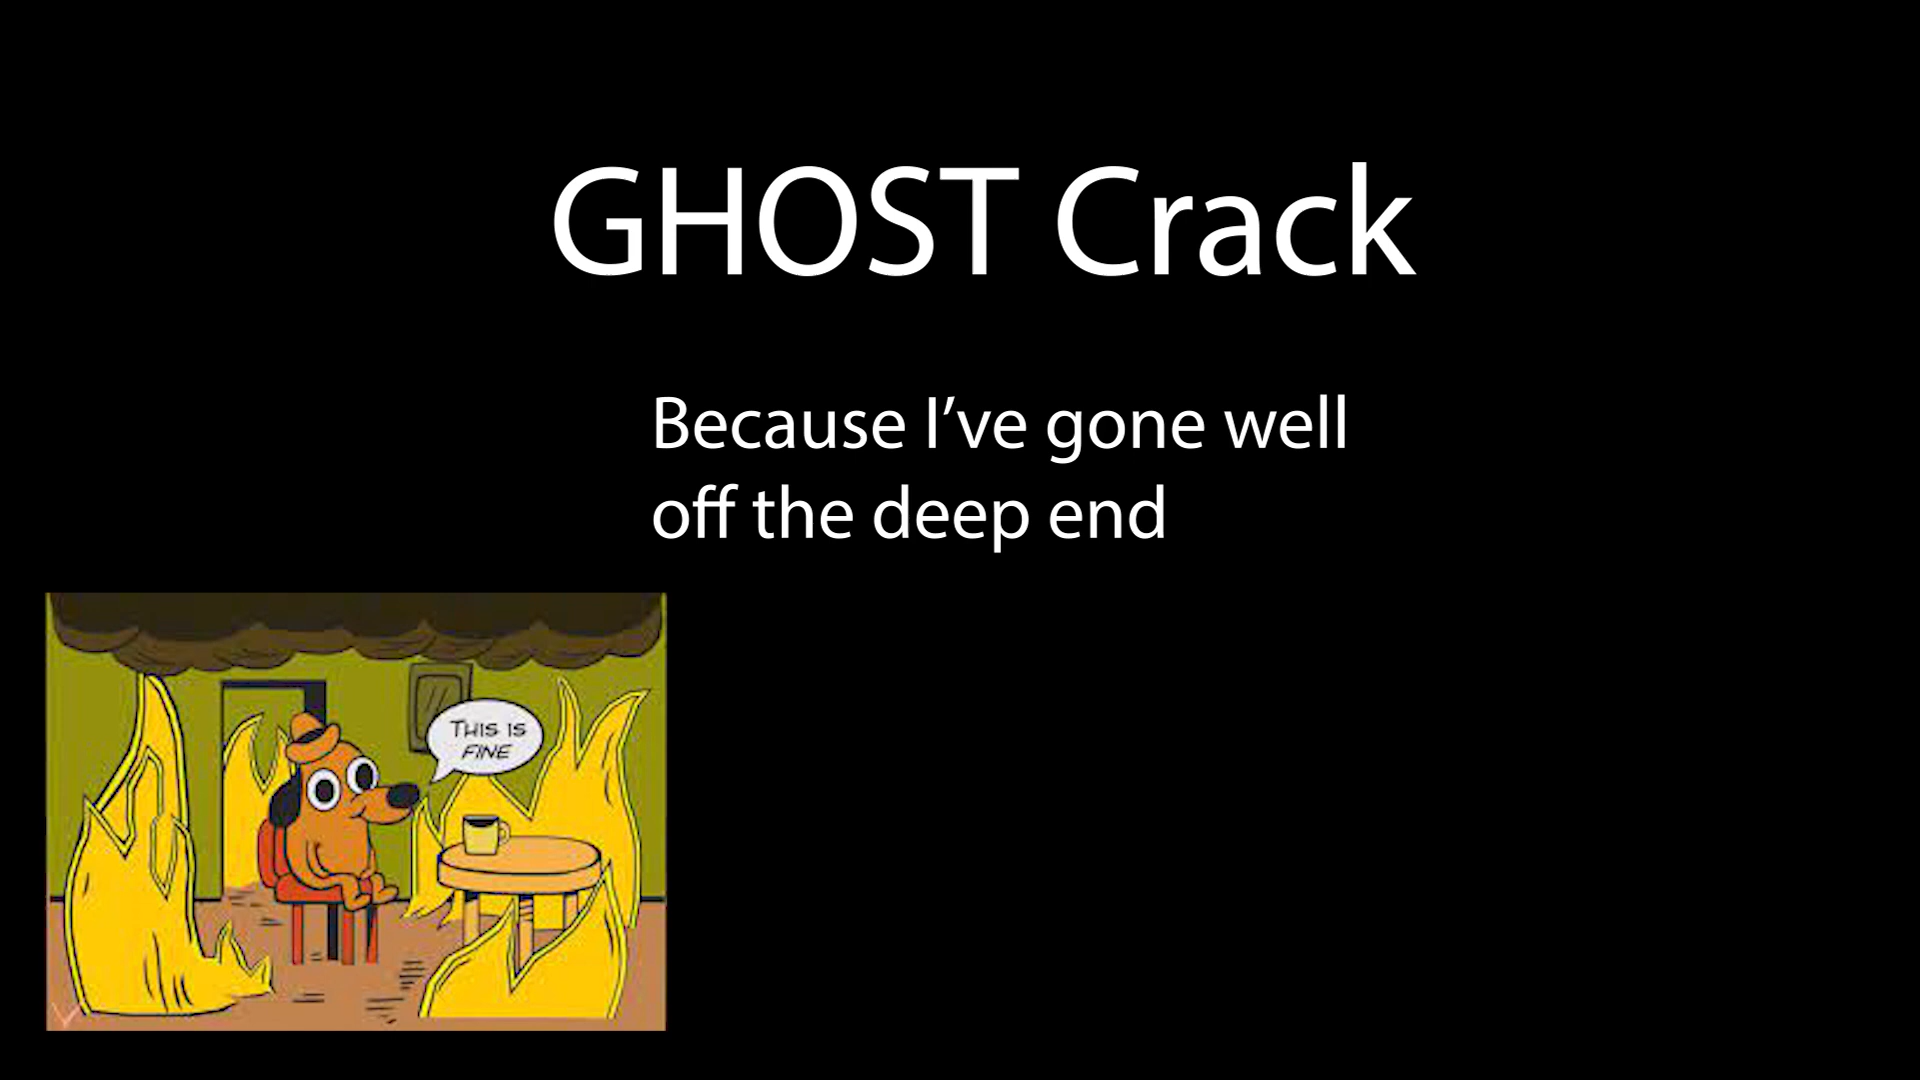 GHOST Crack
Because I’ve gone well
off the deep end
THIS IS
FINE